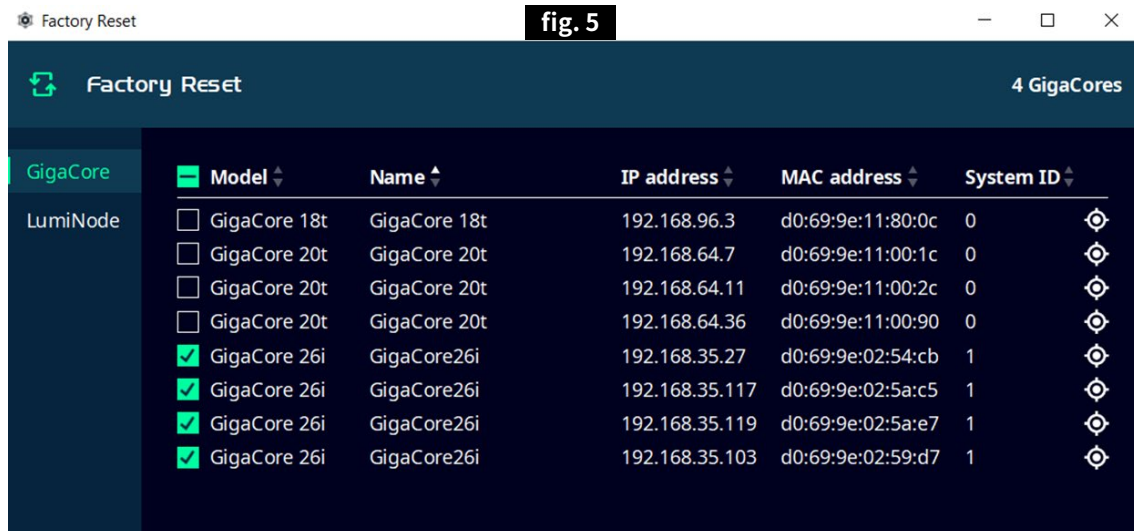 Factory Reset
fig. 5
Factory Reset
4 GigaCores
GigaCore
LumiNode
Model Name IP address MAC address System ID
GigaCore 18t GigaCore 18t 192.168.96.3 d0:69:9e:11:80:0c 0
GigaCore 20t GigaCore 20t 192.168.64.7 d0:69:9e:11:00:1c 0
GigaCore 20t GigaCore 20t 192.168.64.11 d0:69:9e:11:00:2c 0
GigaCore 20t GigaCore 20t 192.168.64.36 d0:69:9e:11:00:90 0
GigaCore 26i GigaCore26i 192.168.35.27 d0:69:9e:02:54:cb 1
GigaCore 26i GigaCore26i 192.168.35.117 d0:69:9e:02:5a:c5 1
GigaCore 26i GigaCore26i 192.168.35.119 d0:69:9e:02:5a:e7 1
GigaCore 26i GigaCore26i 192.168.35.103 d0:69:9e:02:59:d7 1